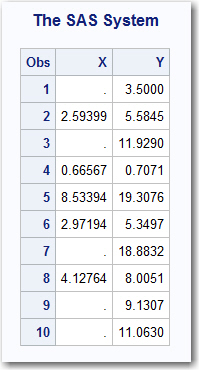 The SAS System
Obs X Y
1 . 3.5000
2 2.59399 5.5845
3 . 11.9290
4 0.66567 0.7071
5 8.53394 19.3076
6 2.97194 5.3497
7 . 18.8832
8 4.12764 8.0051
9 . 9.1307
10 . 11.0630